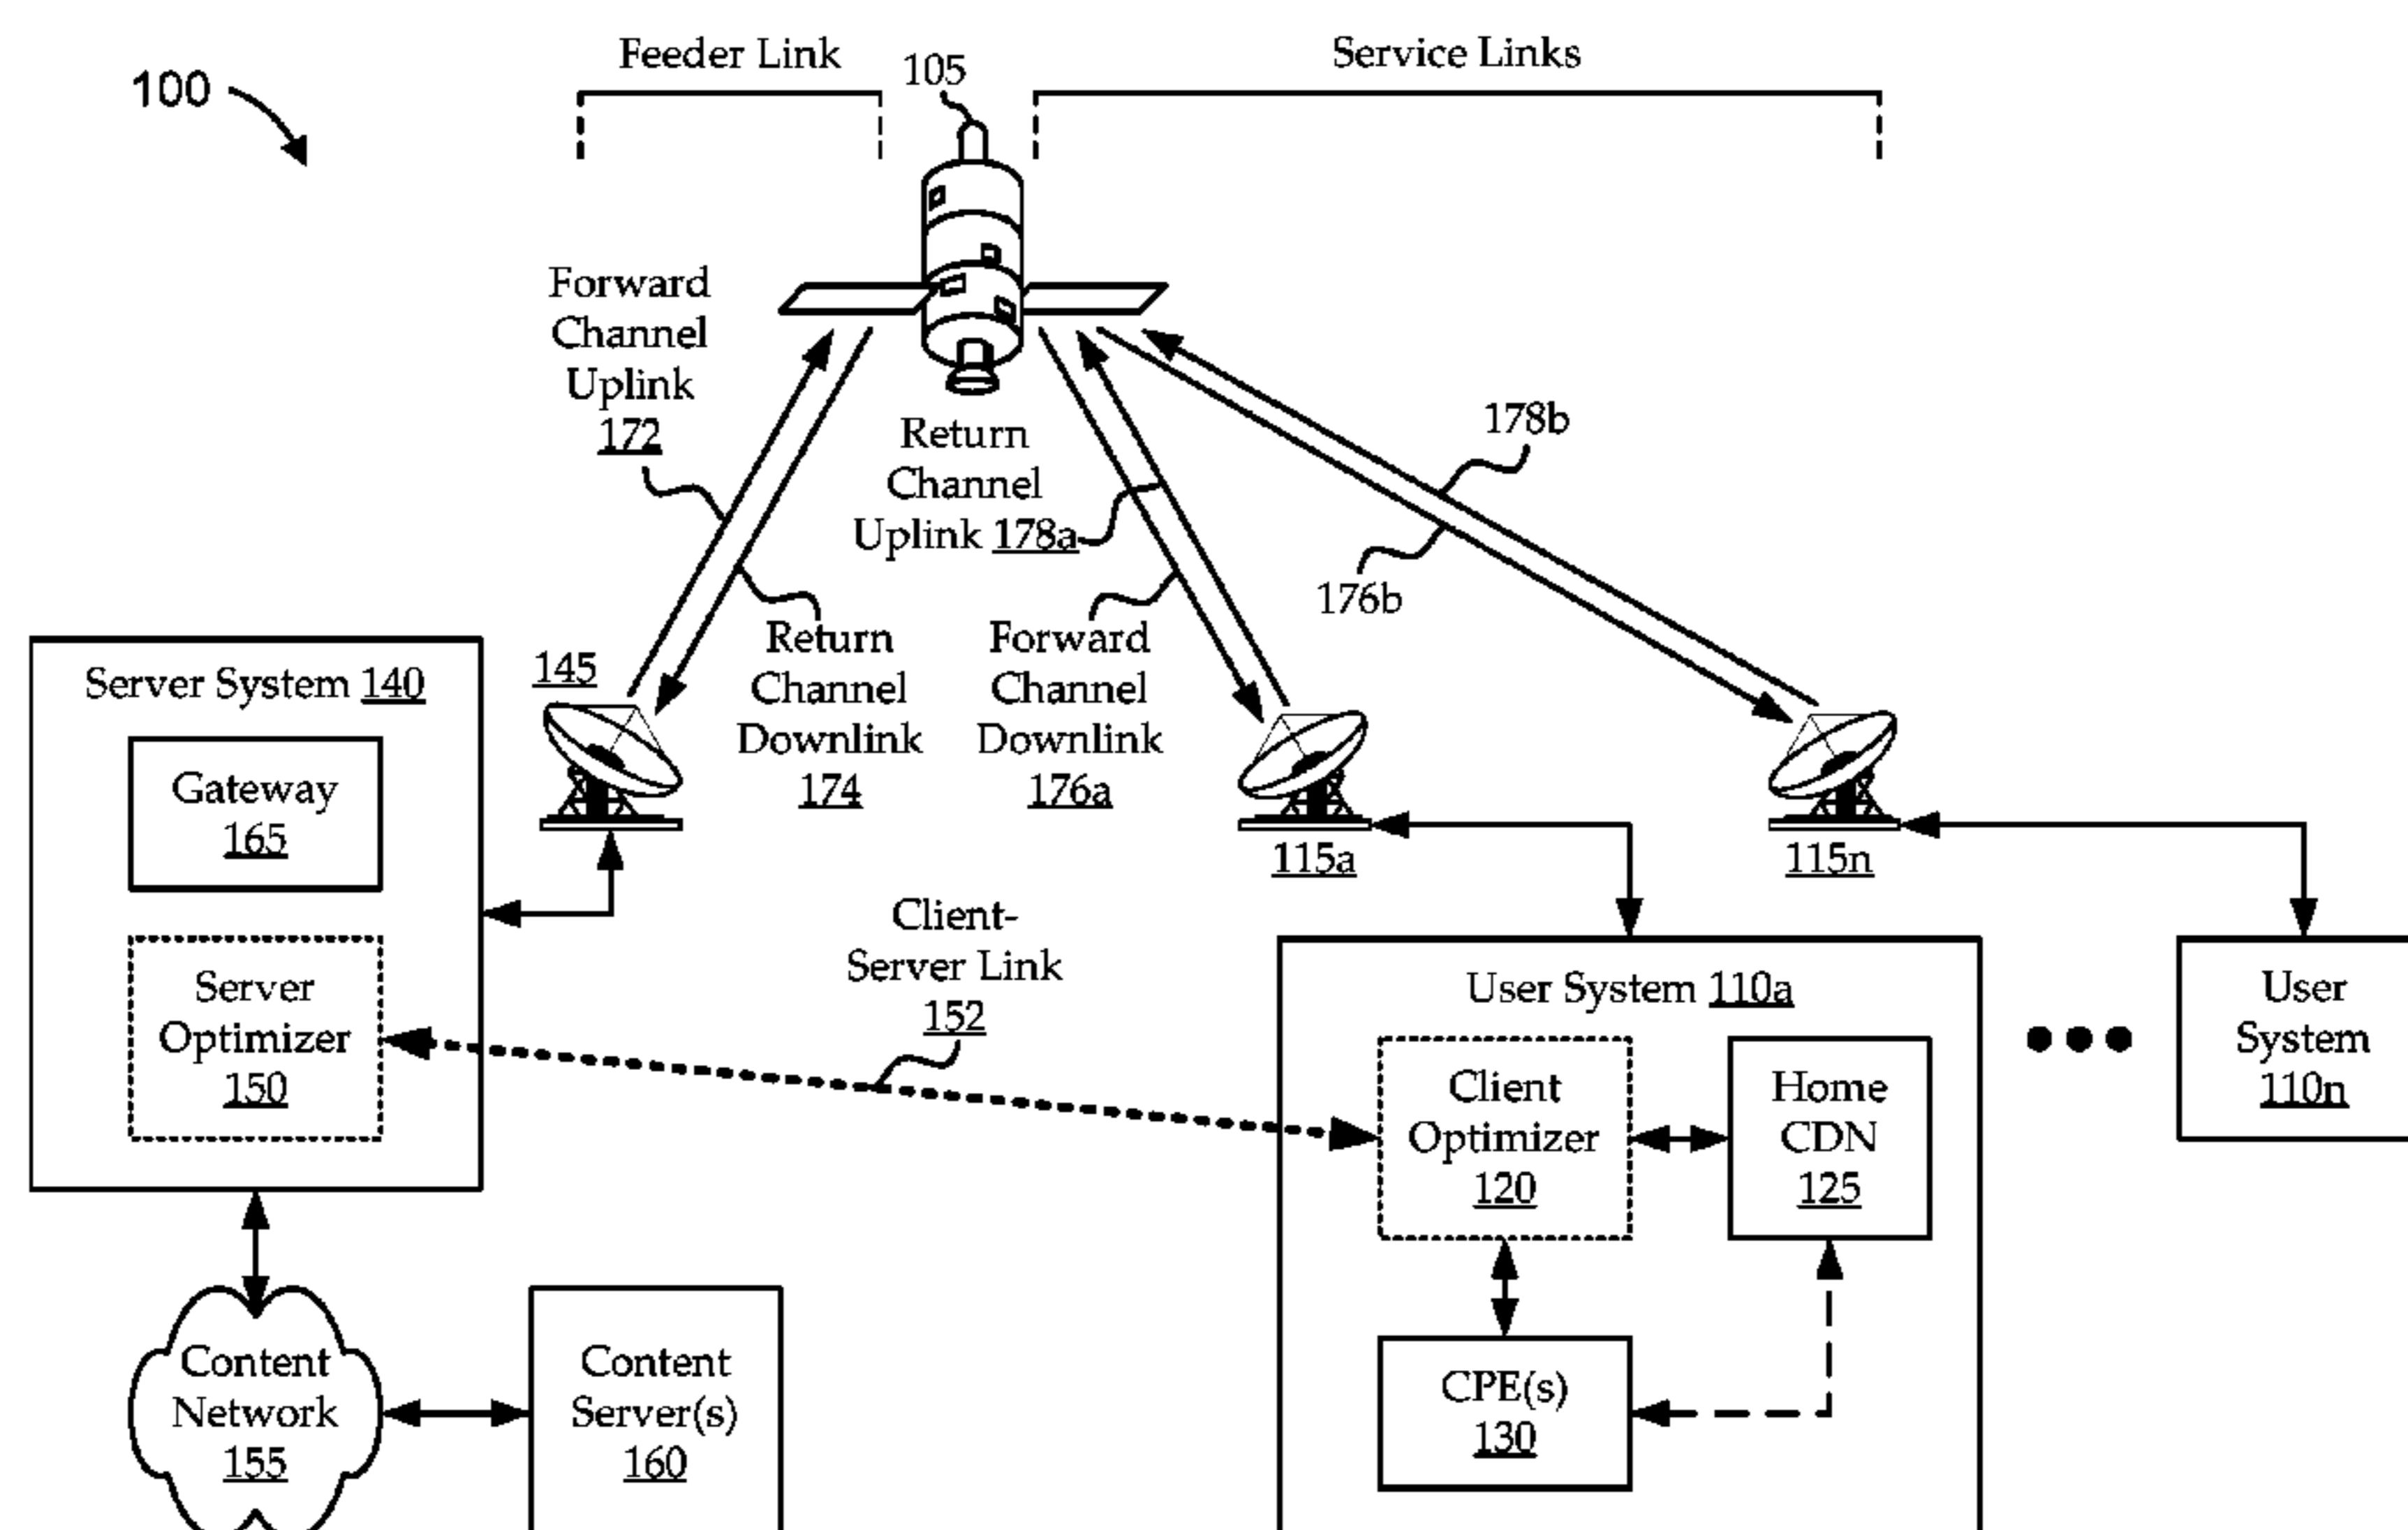 Feeder Link
Service Links
100
105
Forward
Channel
Uplink
172
Return
Channel
Uplink 178a
178b
176b
Return
Channel
Downlink
174
Forward
Channel
Downlink
176a
Server System 140
145
Gateway
165
115a
115n
Server
Optimizer
150
Client-
Server Link
152
User System 110a
Client
Optimizer
120
Home
CDN
125
User
System
110n
Content
Network
155
Content
Server(s)
160
CPE(s)
130